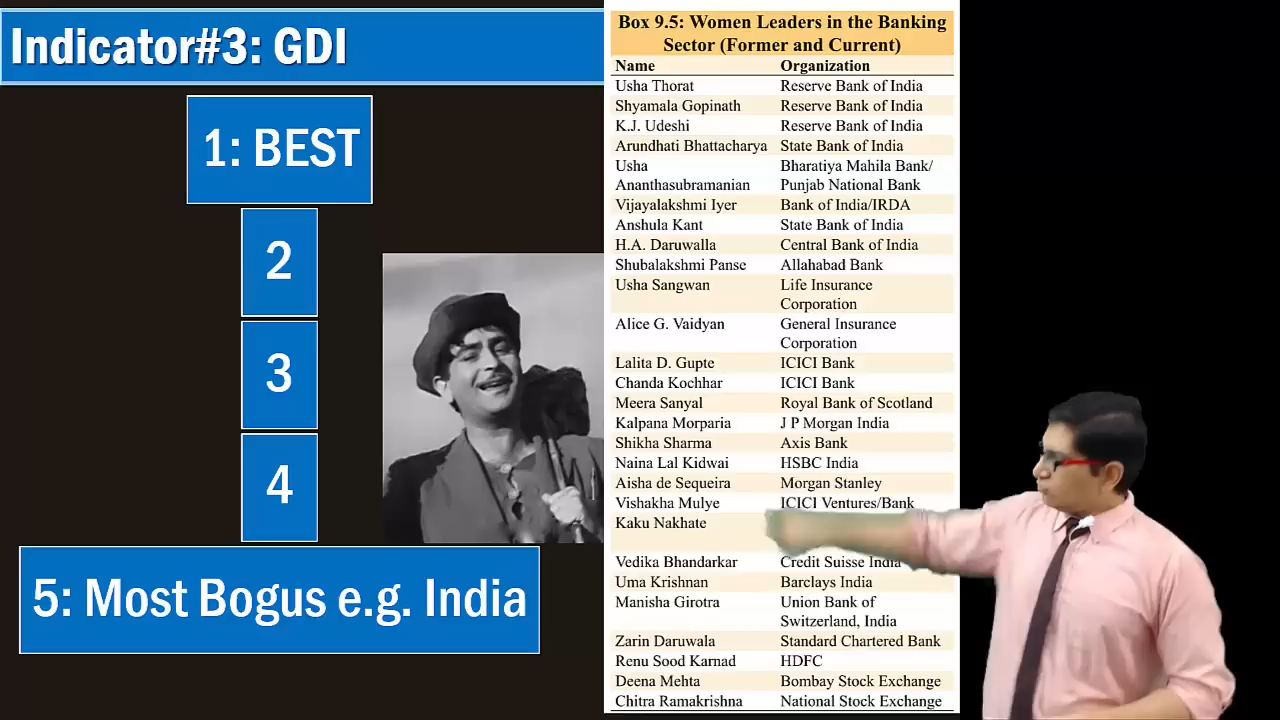 Indicator#3: GDI
1: BEST
2
3
4
5: Most Bogus e.g. India
Box 9.5: Women Leaders in the Banking
Sector (Former and Current)
Name Organization
Usha Thorat Reserve Bank of India
Shyamala Gopinath Reserve Bank of India
K.J. Udeshi Reserve Bank of India
Arundhati Bhattacharya State Bank of India
Usha Bharatiya Mahila Bank/
Ananthasubramanian Punjab National Bank
Vijayalakshmi Iyer Bank of India/IRDA
Anshula Kant State Bank of India
H.A. Daruwalla Central Bank of India
Shubalakshmi Panse Allahabad Bank
Usha Sangwan Life Insurance
Corporation
Alice G. Vaidyan General Insurance
Corporation
Lalita D. Gupte ICICI Bank
Chanda Kochhar ICICI Bank
Meera Sanyal Royal Bank of Scotland
Kalpana Morparia J P Morgan India
Shikha Sharma Axis Bank
Naina Lal Kidwai HSBC India
Aisha de Sequeira Morgan Stanley
Vishakha Mulye ICICI Ventures/Bank
Kaku Nakhate
Vedika Bhandarkar Credit Suisse India
Uma Krishnan Barclays India
Manisha Girotra Union Bank of
Switzerland, India
Zarin Daruwala Standard Chartered Bank
Renu Sood Karnad HDFC
Deena Mehta Bombay Stock Exchange
Chitra Ramakrishna National Stock Exchange